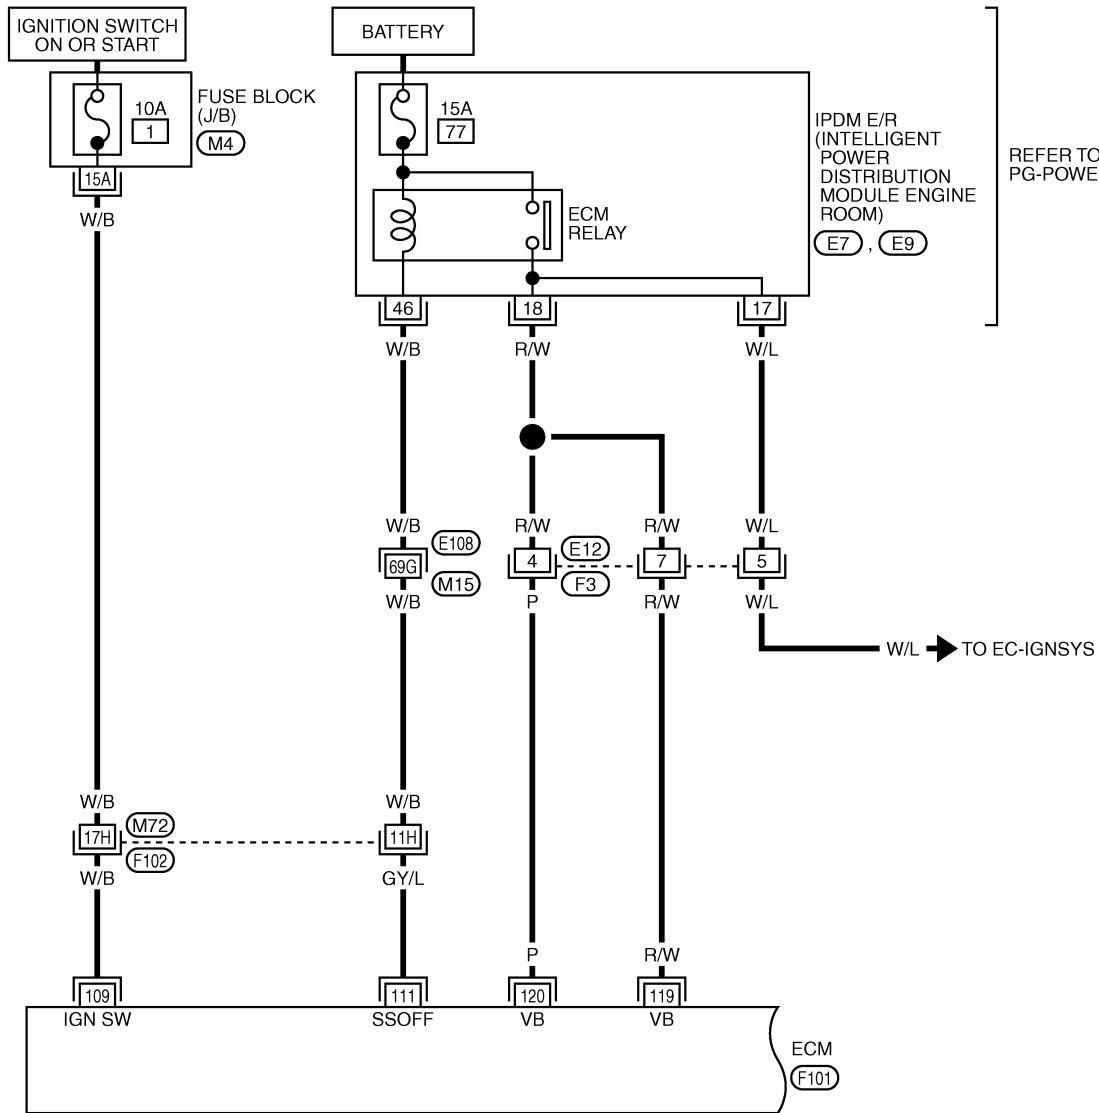 IGNITION SWITCH
ON OR START
BATTERY
10A
1
FUSE BLOCK
(J/B)
M4
15A
W/B
15A
77
ECM
RELAY
IPDM E/R
(INTELLIGENT
POWER
DISTRIBUTION
MODULE ENGINE
ROOM)
E7 , E9
REFER TO
PG-POWE
46
18
17
W/B
R/W
W/L
W/B
R/W
R/W
W/L
69G
E108
M15
4
E12
F3
7
5
W/B
P
R/W
W/L
W/L
TO EC-IGNSYS
W/B
W/B
17H
M72
F102
11H
W/B
GY/L
P
R/W
109
111
120
119
IGN SW
SSOFF
VB
VB
ECM
F101